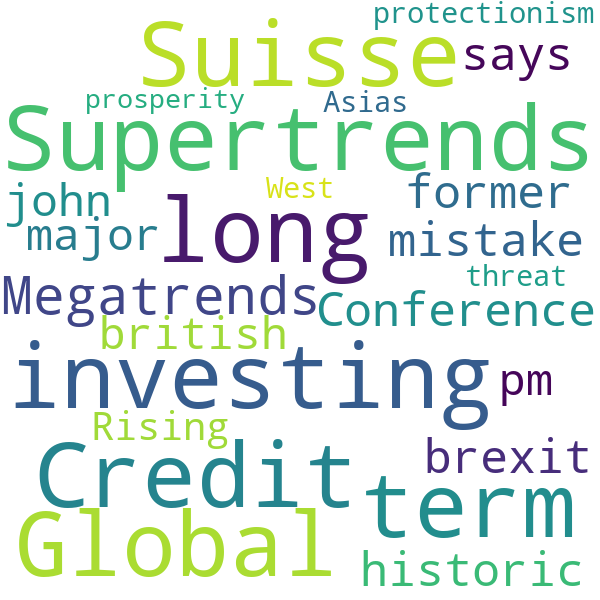 protectionism
Suisse
says
prosperity
Asias
Supertrends
West
former
john
long
major
mistake
threat
Megatrends
Conference
british
investing
pm
Rising
brexit
Credit
term
Global
historic